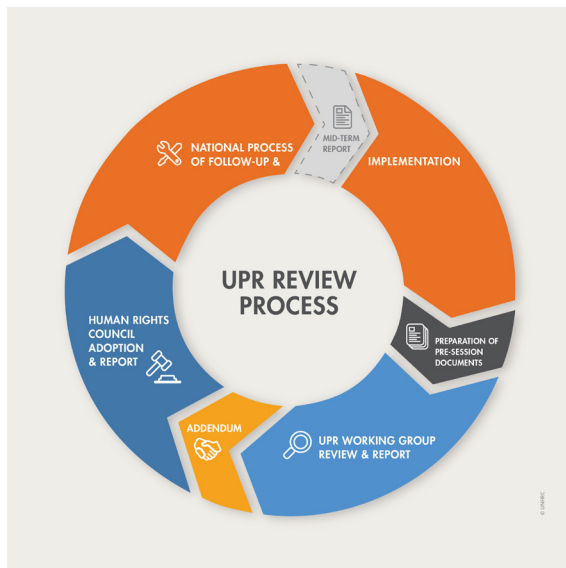 UPR REVIEW
PROCESS
NATIONAL PROCESS
OF FOLLOW-UP &
MID-TERM
REPORT
IMPLEMENTATION
PREPARATION OF
PRE-SESSION
DOCUMENTS
UPR WORKING GROUP
REVIEW & REPORT
ADDENDUM
HUMAN RIGHTS
COUNCIL
ADOPTION
& REPORT